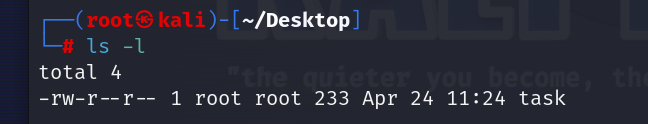 ┌──(root㉿kali)-[~/Desktop]
└─# ls -l
total 4
"the quieter you become, the
-rw-r--r-- 1 root root 233 Apr 24 11:24 task